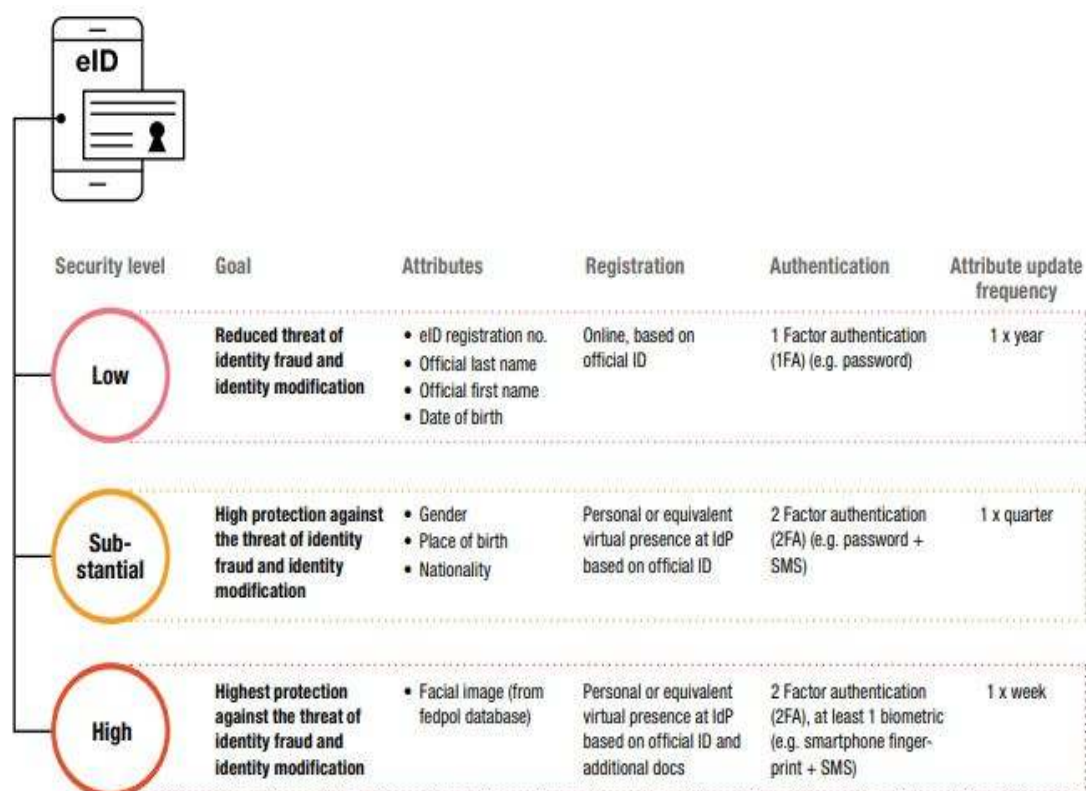 eID
Security level
Goal
Attributes
Registration
Authentication
Attribute update
frequency
Low
Reduced threat of
identity fraud and
identity modification
• eID registration no.
• Official last name
• Official first name
• Date of birth
Online, based on
official ID
1 Factor authentication
(1FA) (e.g. password)
1 x year
Sub-
stantial
High protection against
the threat of identity
fraud and identity
modification
• Gender
• Place of birth
• Nationality
Personal or equivalent
virtual presence at IdP
based on official ID
2 Factor authentication
(2FA) (e.g. password +
SMS)
1 x quarter
High
Highest protection
against the threat of
identity fraud and
identity modification
• Facial image (from
fedpol database)
Personal or equivalent
virtual presence at IdP
based on official ID and
additional docs
2 Factor authentication
(2FA), at least 1 biometric
(e.g. smartphone finger-
print + SMS)
1 x week